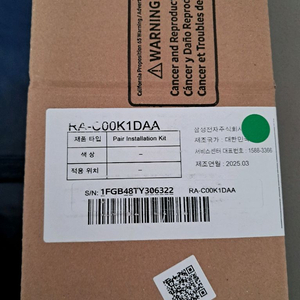 California Proposition 65 Warning / Adve
WARNING
Cancer and Reproduc
Cáncer y Daño Reproc
Cancer et Troubles de
RA-C00K1DAA
제품 타입 Pair Installation Kit
색 상 –
적용 위치 –
삼성전자주식회사
제조국가 : 대한민
서비스센터 대표번호 : 1588-3366
제조연월 : 2025.03
S/N: 1FGB48TY306322 RA-C00K1DAA